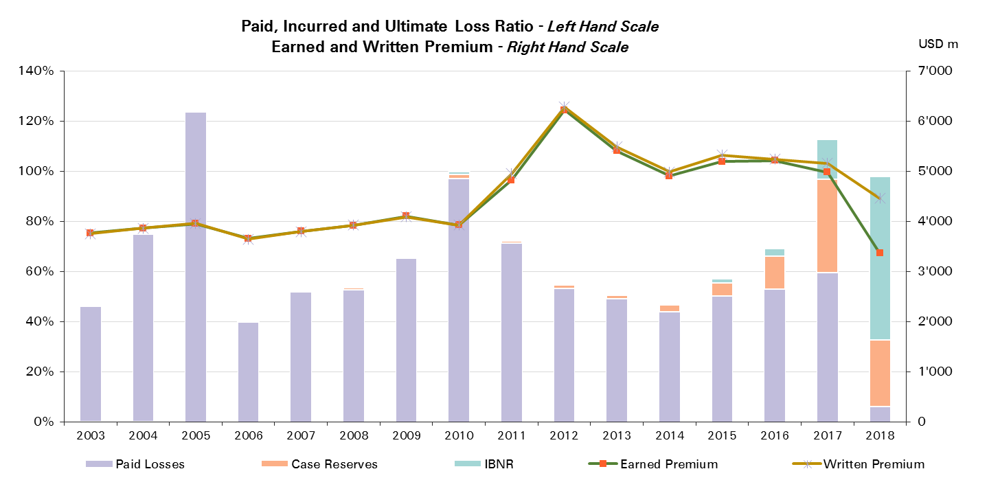 Paid, Incurred and Ultimate Loss Ratio - Left Hand Scale
Earned and Written Premium - Right Hand Scale
USD m
140% 7'000
120% 6'000
100% 5'000
80% 4'000
60% 3'000
40% 2'000
20% 1'000
0% 0
2003 2004 2005 2006 2007 2008 2009 2010 2011 2012 2013 2014 2015 2016 2017 2018
Paid Losses Case Reserves IBNR Earned Premium Written Premium